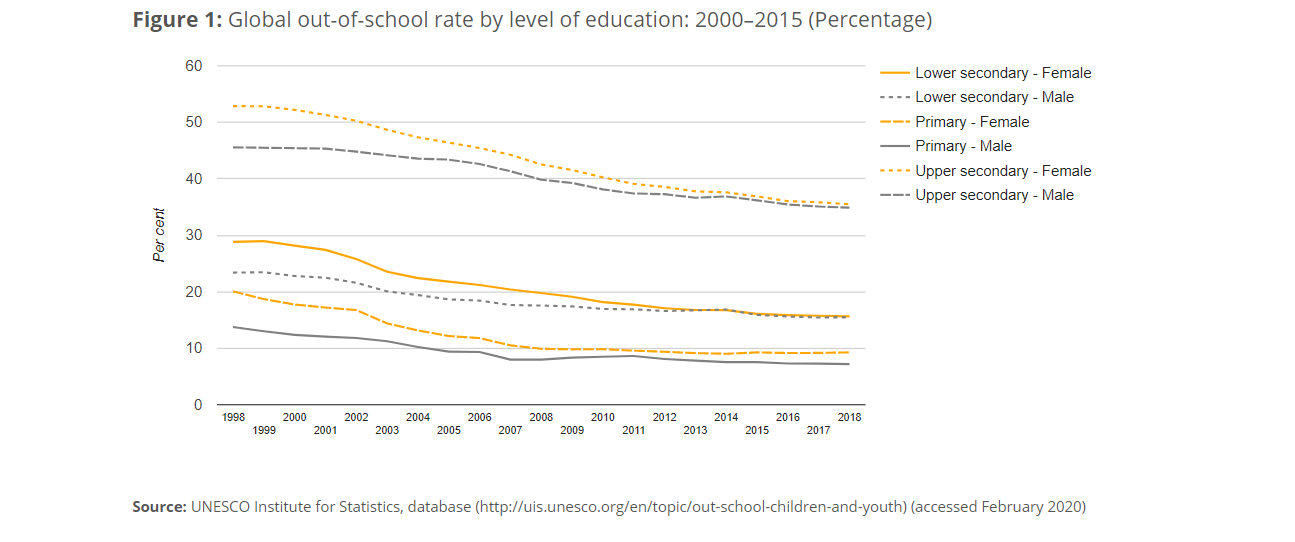 Figure 1: Global out-of-school rate by level of education: 2000–2015 (Percentage)
60
50
40
30
20
10
0
Per cent
1998 2000 2002 2004 2006 2008 2010 2012 2014 2016 2018
1999 2001 2003 2005 2007 2009 2011 2013 2015 2017
Lower secondary - Female
Lower secondary - Male
Primary - Female
Primary - Male
Upper secondary - Female
Upper secondary - Male
Source: UNESCO Institute for Statistics, database (http://uis.unesco.org/en/topic/out-school-children-and-youth) (accessed February 2020)